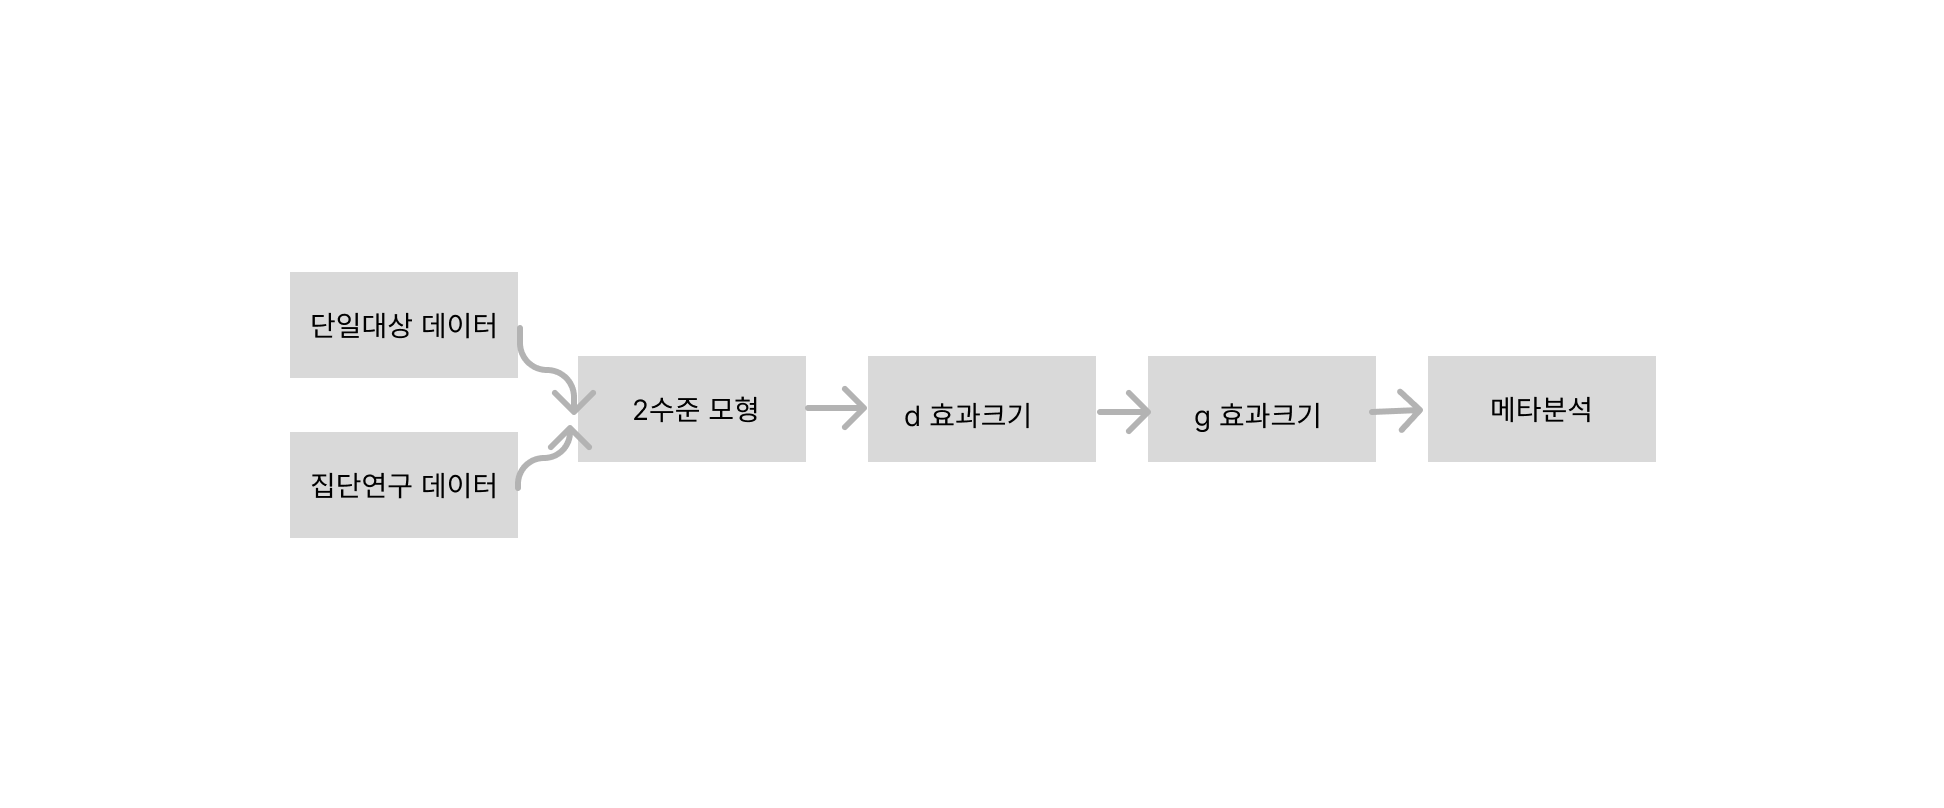 단일대상 데이터
집단연구 데이터
2수준 모형
d 효과크기
g 효과크기
메타분석